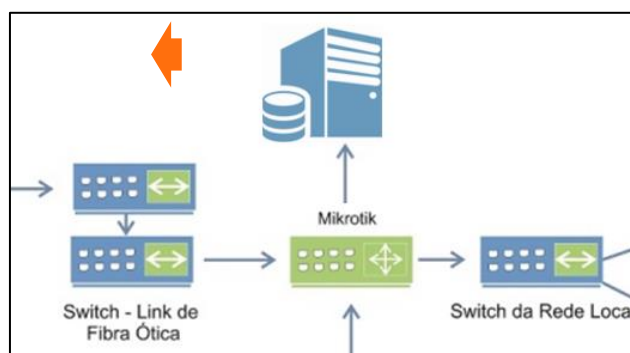 Mikrotik
Switch - Link de
Fibra Ótica
Switch da Rede Loca